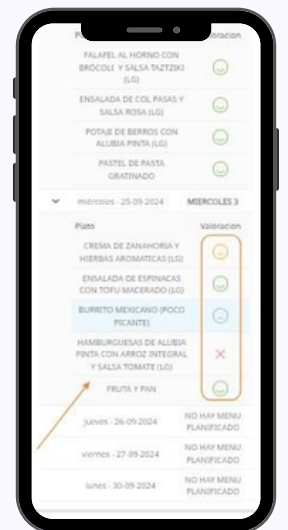 Valoracion
FALAFEL AL HORNO CON
BRÓCOLI Y SALSA TAZTZIKI
(LG)
ENSALADA DE COL PASAS Y
SALSA ROSA (LG)
POTAJE DE BERROS CON
ALUBIA PINTA (LG)
PASTEL DE PASTA
GRATINADO
miércoles - 25-09-2024 MIERCOLES 3
Plato Valoracion
CREMA DE ZANAHORIA Y
HIERBAS AROMATICAS (LG)
ENSALADA DE ESPINACAS
CON TOFU MACERADO (LG)
BURRITO MEXICANO (POCO
PICANTE)
HAMBURGUESAS DE ALUBIA
PINTA CON ARROZ INTEGRAL
Y SALSA TOMATE (LG)
FRUTA Y PAN
jueves - 26-09-2024 NO HAY MENU
PLANIFICADO
viernes - 27-09-2024 NO HAY MENU
PLANIFICADO
lunes - 30-09-2024 NO HAY MENU
PLANIFICADO